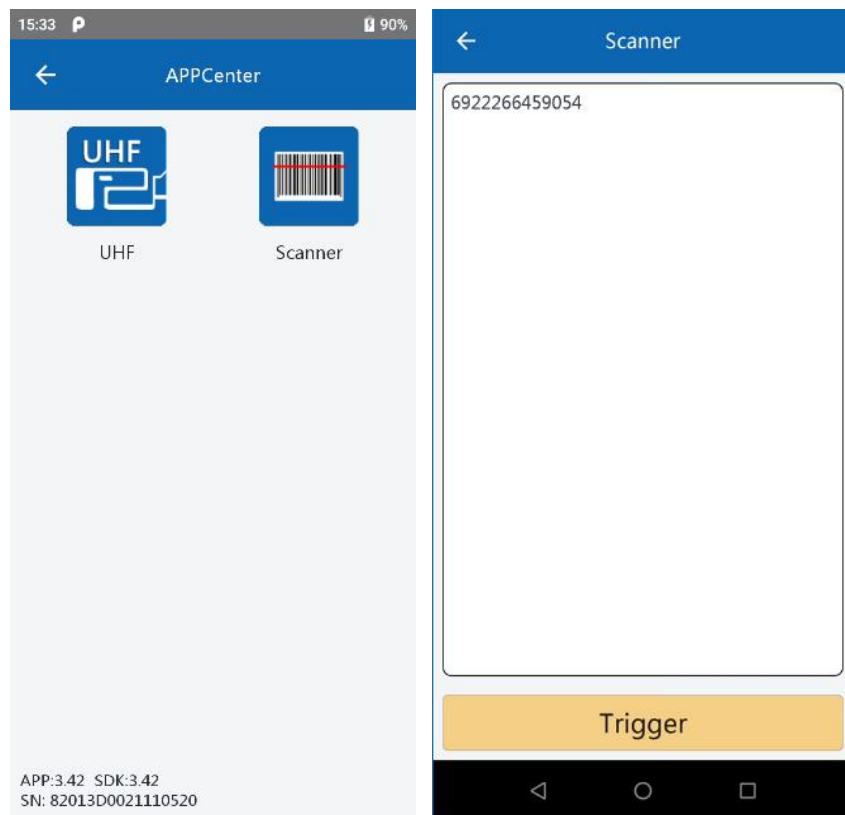 15:33 90%
APPCenter
UHF
UHF Scanner
APP:3.42 SDK:3.42
SN: 82013D0021110520
Scanner
6922266459054
Trigger